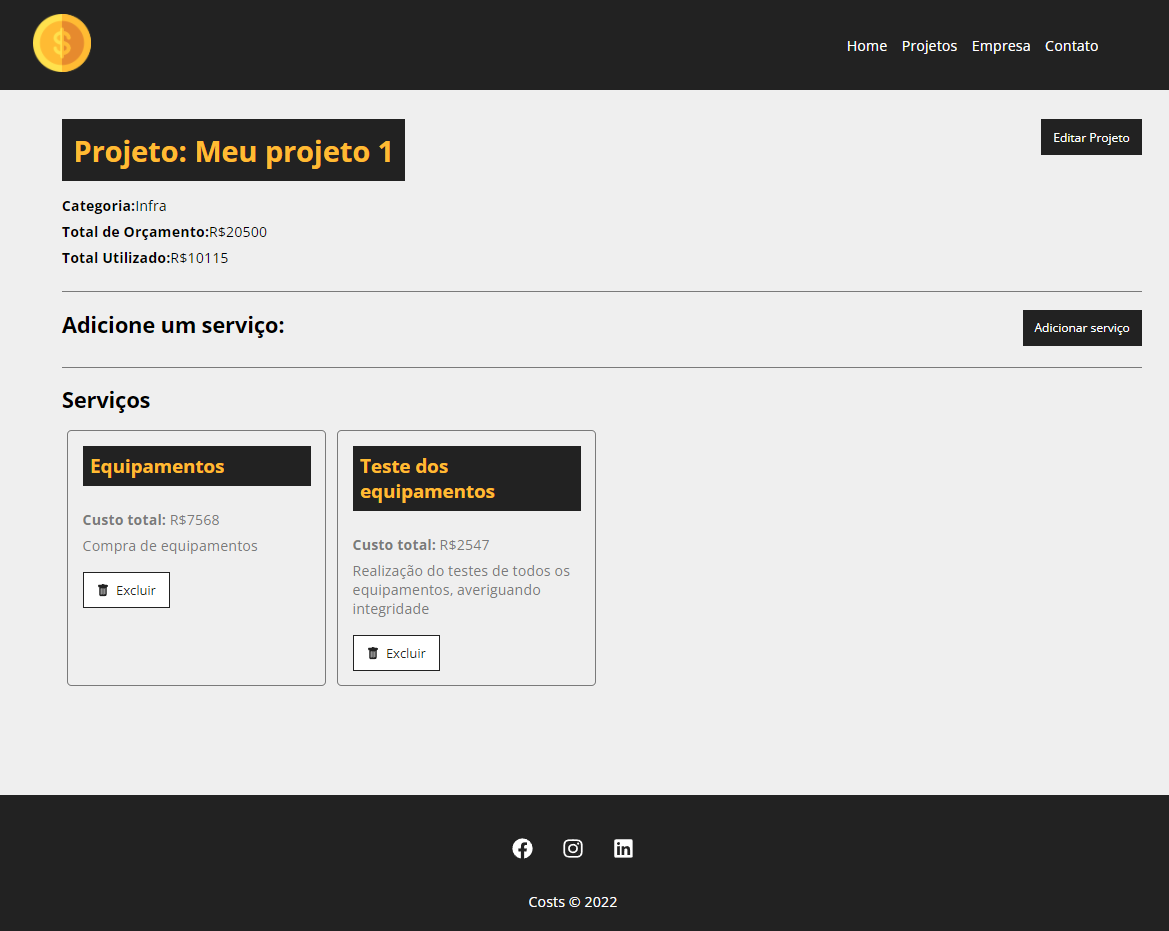 $
Home Projetos Empresa Contato
Projeto: Meu projeto 1
Editar Projeto
Categoria:Infra
Total de Orçamento:R$20500
Total Utilizado:R$10115
Adicione um serviço:
Adicionar serviço
Serviços
Equipamentos
Custo total: R$7568
Compra de equipamentos
Excluir
Teste dos
equipamentos
Custo total: R$2547
Realização do testes de todos os
equipamentos, averiguando
integridade
Excluir
Costs © 2022